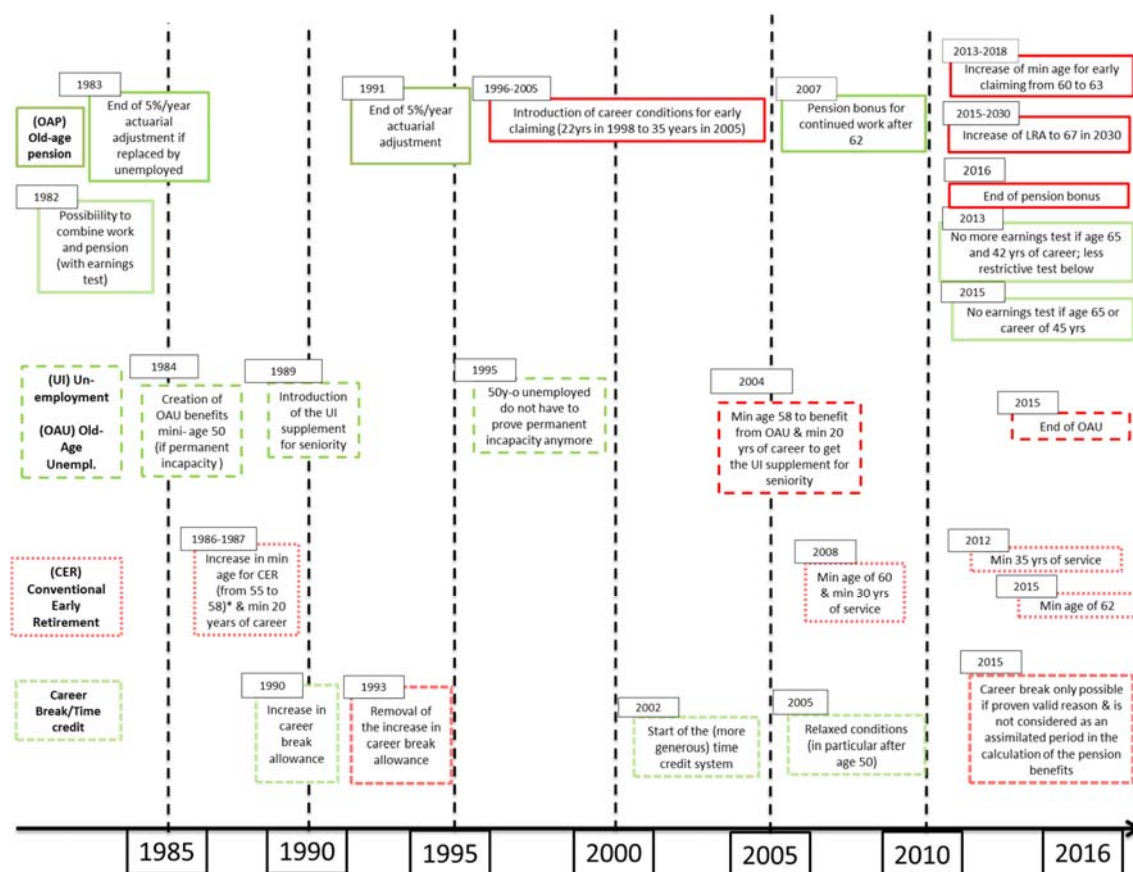 1983
End of 5%/year
actuarial
adjustment if
replaced by
unemployed
(OAP)
Old-age
pension
1982
Possibiility to
combine work
and pension
(with earnings
test)
1991
End of 5%/year
actuarial
adjustment
1996-2005
Introduction of career conditions for early
claiming (22yrs in 1998 to 35 years in 2005)
2007
Pension bonus for
continued work after
62
2013-2018
Increase of min age for early
claiming from 60 to 63
2015-2030
Increase of LRA to 67 in 2030
2016
End of pension bonus
2013
No more earnings test if age 65
and 42 yrs of career; less
restrictive test below
2015
No earnings test if age 65 or
career of 45 yrs
(UI) Un-
employment
(OAU) Old-
Age
Unempl.
1984
Creation of
OAU benefits
mini- age 50
(if permanent
incapacity )
1989
Introduction
of the UI
supplement
for seniority
1995
50y-o unemployed
do not have to
prove permanent
incapacity anymore
2004
Min age 58 to benefit
from OAU & min 20
yrs of career to get
the UI supplement for
seniority
2015
End of OAU
(CER)
Conventional
Early
Retirement
1986-1987
Increase in min
age for CER
(from 55 to
58)* & min 20
years of career
2008
Min age of 60
& min 30 yrs
of service
2012
Min 35 yrs of service
2015
Min age of 62
Career
Break/Time
credit
1990
Increase in
career
break
allowance
1993
Removal of
the increase in
career break
allowance
2002
Start of the (more
generous) time
credit system
2005
Relaxed conditions
(in particular after
age 50)
2015
Career break only possible
if proven valid reason & is
not considered as an
assimilated period in the
calculation of the pension
benefits
1985
1990
1995
2000
2005
2010
2016